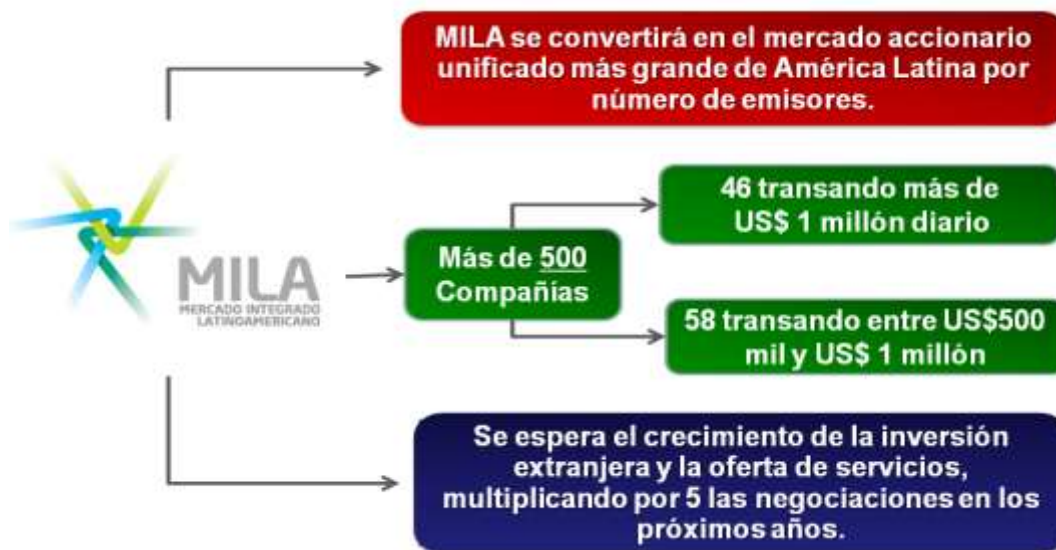 MILA se convertirá en el mercado accionario
unificado más grande de América Latina por
número de emisores.
46 transando más de
US$ 1 millón diario
MILA
MERCADO INTEGRADO
LATINOAMERICANO
Más de 500
Compañías
58 transando entre US$500
mil y US$ 1 millón
Se espera el crecimiento de la inversión
extranjera y la oferta de servicios,
multiplicando por 5 las negociaciones en los
próximos años.